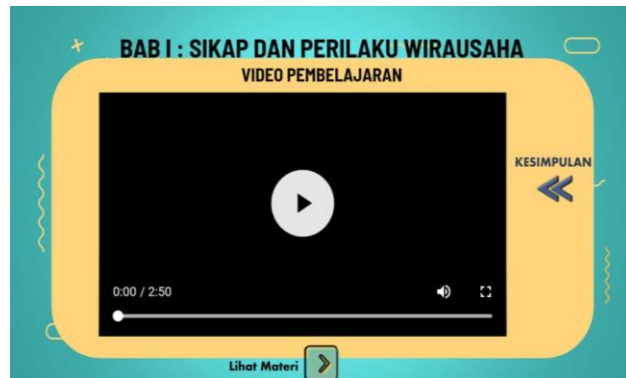 BAB I : SIKAP DAN PERILAKU WIRAUSAHA
VIDEO PEMBELAJARAN
KESIMPULAN
0:00 / 2:50
Lihat Materi